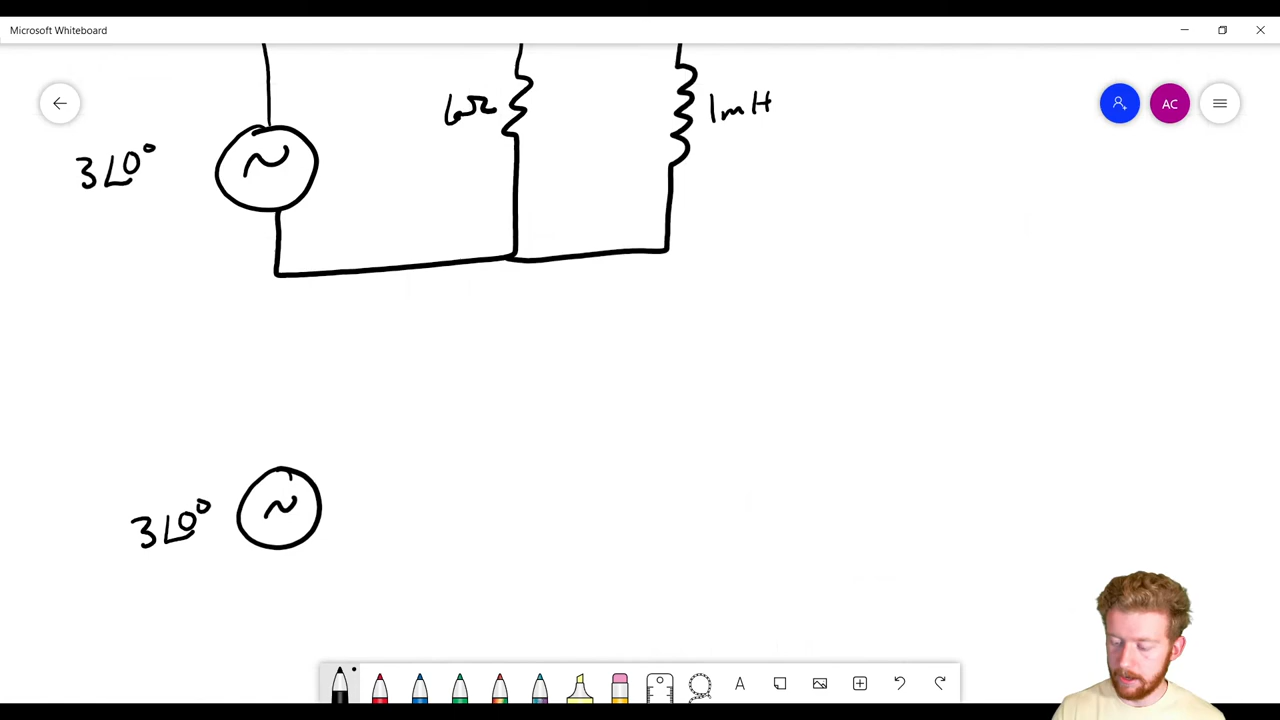 Microsoft Whiteboard
AC
6Ω
1mH
3∠0°
3∠0°
A